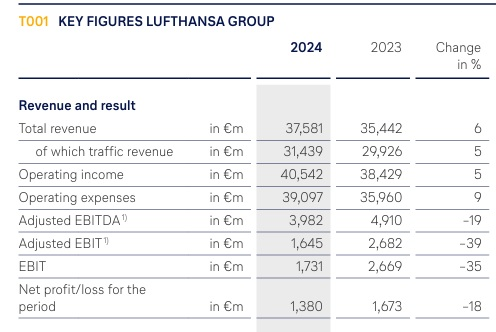 T001 KEY FIGURES LUFTHANSA GROUP
2024 2023 Change
in %
Revenue and result
Total revenue in €m 37,581 35,442 6
of which traffic revenue in €m 31,439 29,926 5
Operating income in €m 40,542 38,429 5
Operating expenses in €m 39,097 35,960 9
Adjusted EBITDA¹⁾ in €m 3,982 4,910 –19
Adjusted EBIT¹⁾ in €m 1,645 2,682 –39
EBIT in €m 1,731 2,669 –35
Net profit/loss for the
period in €m 1,380 1,673 –18